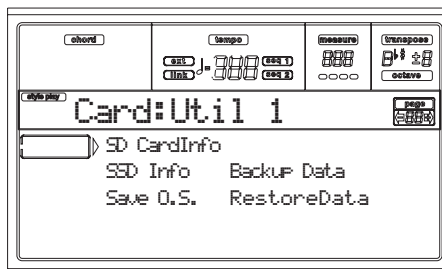 chord tempo measure transpose
ext seq 1
link seq 2
octave
style play Card:Util 1 page
SD CardInfo
SSD Info Backup Data
Save O.S. RestoreData